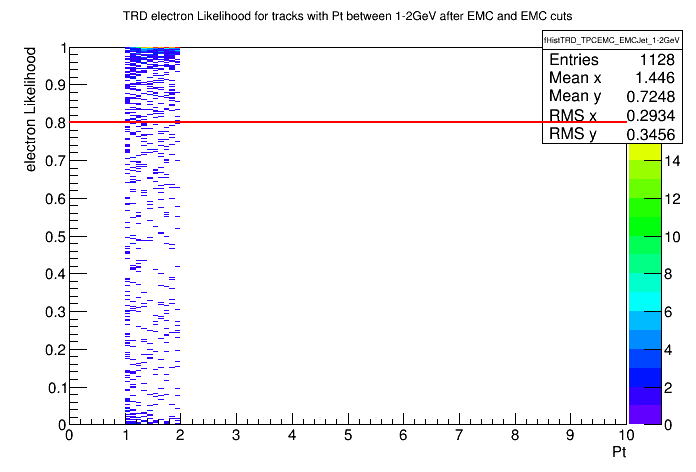 TRD electron Likelihood for tracks with Pt between 1-2GeV after EMC and EMC cuts
fHistTRD_TPCEMC_EMCJet_1-2GeV
Entries 1128
Mean x 1.446
Mean y 0.7248
RMS x 0.2934
RMS y 0.3456
electron Likelihood
1
0.9
0.8
0.7
0.6
0.5
0.4
0.3
0.2
0.1
0
0 1 2 3 4 5 6 7 8 9 10
Pt
14
12
10
8
6
4
2
0